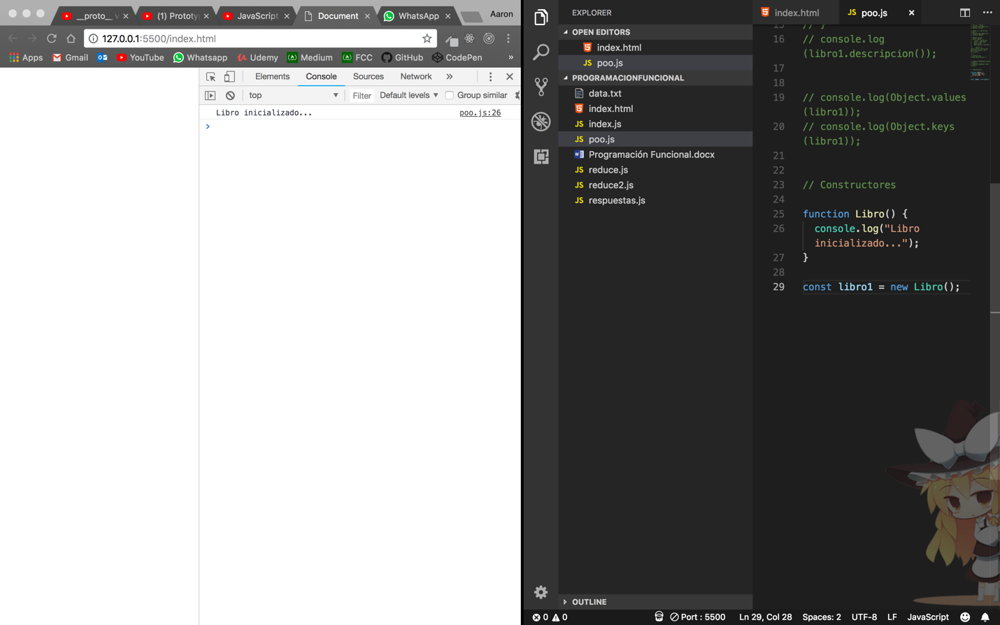 __proto__ v
(1) Prototyp
JavaScript
Document
WhatsApp
Aaron
127.0.0.1:5500/index.html
Apps
Gmail
YouTube
Whatsapp
Udemy
Medium
FCC
GitHub
CodePen
»
Elements
Console
Sources
Network
»
top
Filter
Default levels
Group similar
Libro inicializado...
poo.js:26
EXPLORER
OPEN EDITORS
index.html
JS poo.js
PROGRAMACIONFUNCIONAL
data.txt
index.html
JS index.js
JS poo.js
Programación Funcional.docx
JS reduce.js
JS reduce2.js
JS respuestas.js
OUTLINE
index.html
JS poo.js
15 // }
16 // console.log
(libro1.descripcion());
17
18
19 // console.log(Object.values
(libro1));
20 // console.log(Object.keys
(libro1));
21
22
23 // Constructores
24
25 function Libro() {
26 console.log("Libro
inicializado...");
27 }
28
29 const libro1 = new Libro();
0 0
Port : 5500
Ln 29, Col 28
Spaces: 2
UTF-8
LF
JavaScript